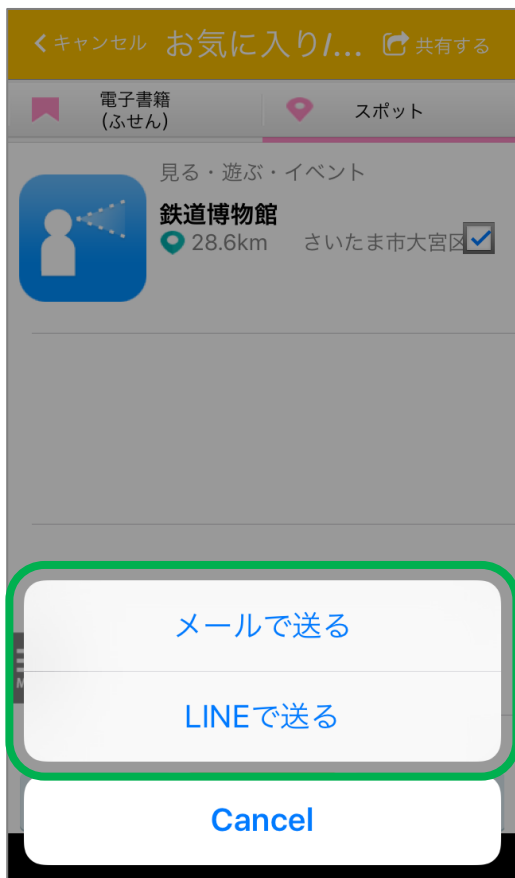 キャンセル お気に入り/... 共有する
電子書籍
(ふせん)
スポット
見る・遊ぶ・イベント
鉄道博物館
28.6km さいたま市大宮区
メールで送る
LINEで送る
Cancel